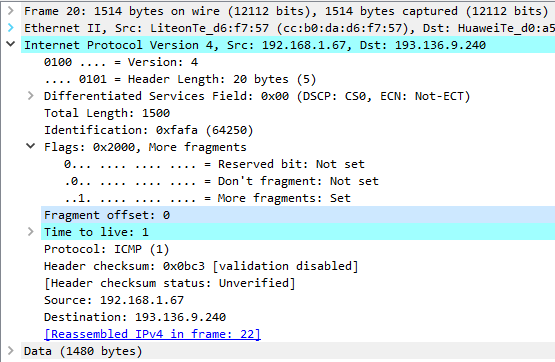 Frame 20: 1514 bytes on wire (12112 bits), 1514 bytes captured (12112 bits)
Ethernet II, Src: LiteonTe_d6:f7:57 (cc:b0:da:d6:f7:57), Dst: HuaweiTe_d0:a5
Internet Protocol Version 4, Src: 192.168.1.67, Dst: 193.136.9.240
0100 .... = Version: 4
.... 0101 = Header Length: 20 bytes (5)
Differentiated Services Field: 0x00 (DSCP: CS0, ECN: Not-ECT)
Total Length: 1500
Identification: 0xfafa (64250)
Flags: 0x2000, More fragments
0... .... .... .... = Reserved bit: Not set
.0.. .... .... .... = Don't fragment: Not set
..1. .... .... .... = More fragments: Set
Fragment offset: 0
Time to live: 1
Protocol: ICMP (1)
Header checksum: 0x0bc3 [validation disabled]
[Header checksum status: Unverified]
Source: 192.168.1.67
Destination: 193.136.9.240
[Reassembled IPv4 in frame: 22]
Data (1480 bytes)